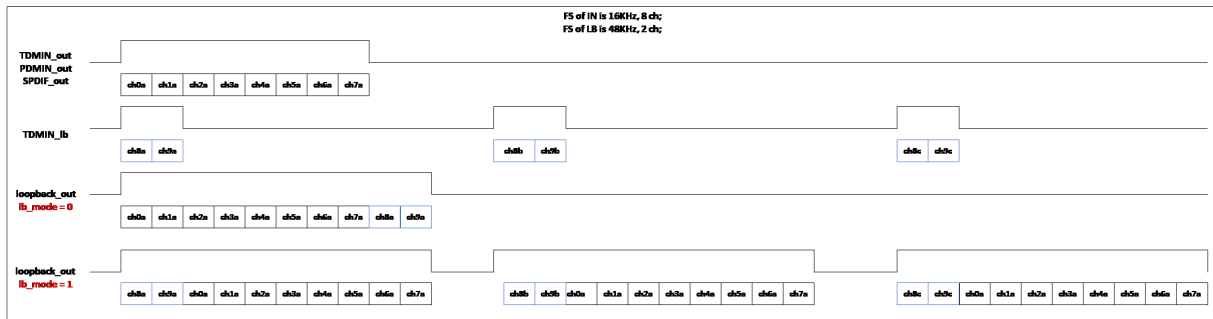 FS of IN is 16KHz, 8 ch;
FS of LB is 48KHz, 2 ch;
TDMIN_out
PDMIN_out
SPDIF_out
ch0a ch1a ch2a ch3a ch4a ch5a ch6a ch7a
TDMIN_lb
ch8a ch9a ch8b ch9b ch8c ch9c
loopback_out
lb_mode = 0
ch0a ch1a ch2a ch3a ch4a ch5a ch6a ch7a ch8a ch9a
loopback_out
lb_mode = 1
ch8a ch9a ch0a ch1a ch2a ch3a ch4a ch5a ch6a ch7a ch8b ch9b ch0a ch1a ch2a ch3a ch4a ch5a ch6a ch7a ch8c ch9c ch0a ch1a ch2a ch3a ch4a ch5a ch6a ch7a